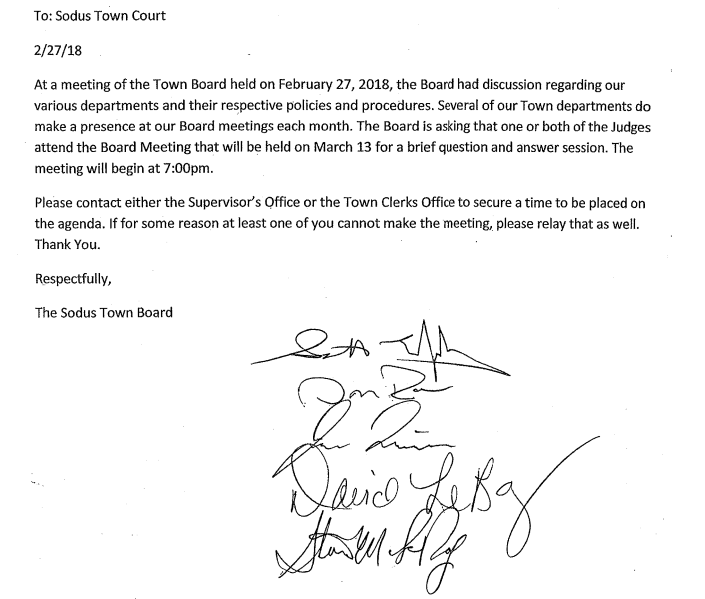 To: Sodus Town Court
2/27/18
At a meeting of the Town Board held on February 27, 2018, the Board had discussion regarding our
various departments and their respective policies and procedures. Several of our Town departments do
make a presence at our Board meetings each month. The Board is asking that one or both of the Judges
attend the Board Meeting that will be held on March 13 for a brief question and answer session. The
meeting will begin at 7:00pm.
Please contact either the Supervisor's Office or the Town Clerks Office to secure a time to be placed on
the agenda. If for some reason at least one of you cannot make the meeting, please relay that as well.
Thank You.
Respectfully,
The Sodus Town Board
David LeRoy